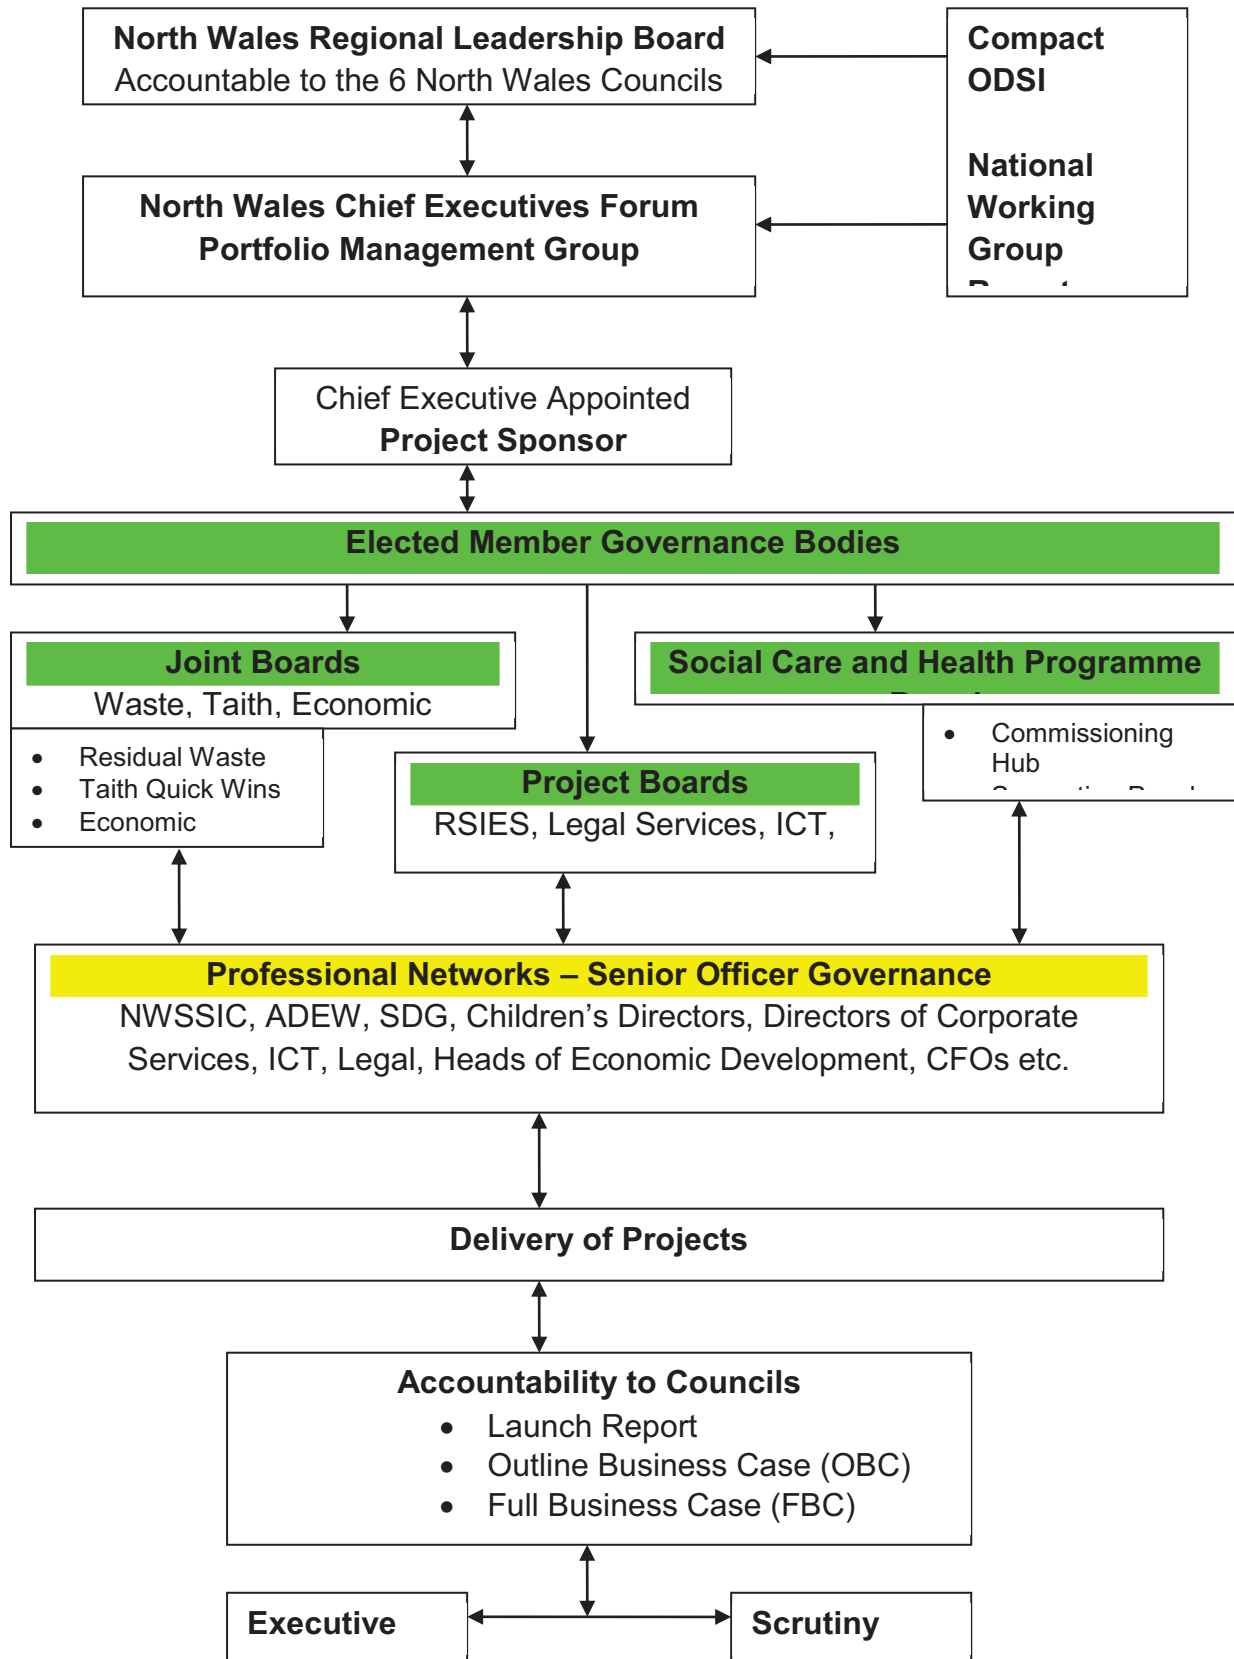 North Wales Regional Leadership Board
Accountable to the 6 North Wales Councils
Compact
ODSI
National
Working
Group
North Wales Chief Executives Forum
Portfolio Management Group
Chief Executive Appointed
Project Sponsor
Elected Member Governance Bodies
Joint Boards
Waste, Taith, Economic
• Residual Waste
• Taith Quick Wins
• Economic
Project Boards
RSIES, Legal Services, ICT,
Social Care and Health Programme
• Commissioning
Hub
Professional Networks – Senior Officer Governance
NWSSIC, ADEW, SDG, Children’s Directors, Directors of Corporate
Services, ICT, Legal, Heads of Economic Development, CFOs etc.
Delivery of Projects
Accountability to Councils
• Launch Report
• Outline Business Case (OBC)
• Full Business Case (FBC)
Executive
Scrutiny